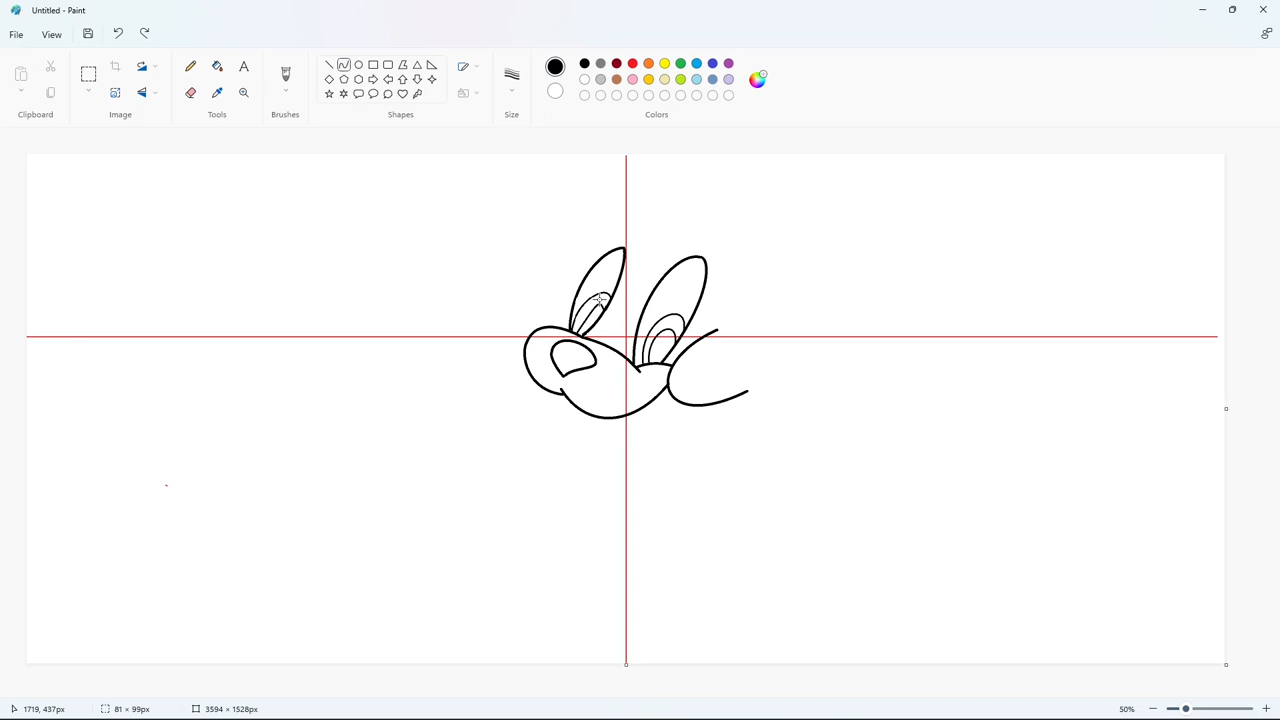 Untitled - Paint
File View
Clipboard Image Tools Brushes Shapes Size Colors
1719, 437px 81 × 99px 3594 × 1528px 50%